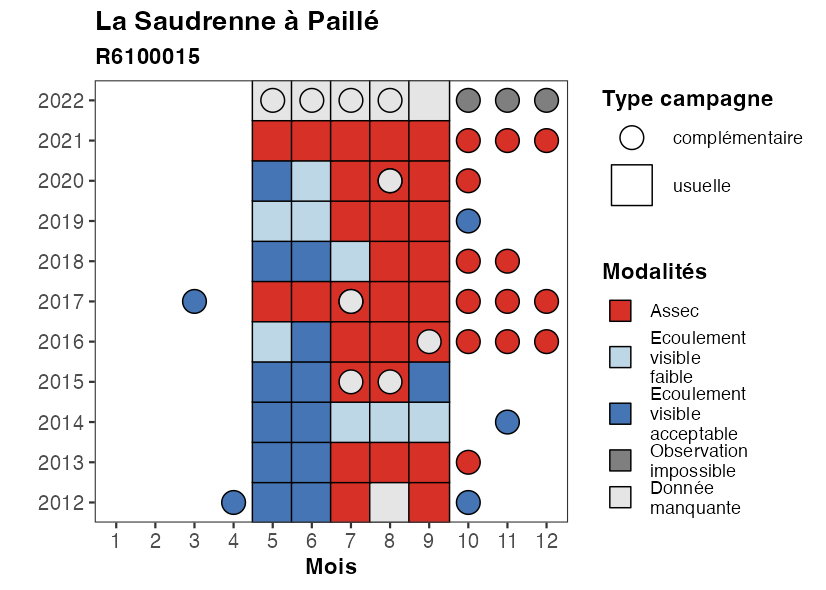 La Saudrenne à Paillé
R6100015
2022
2021
2020
2019
2018
2017
2016
2015
2014
2013
2012
1 2 3 4 5 6 7 8 9 10 11 12
Mois
Type campagne
complémentaire
usuelle
Modalités
Assec
Ecoulement
visible
faible
Ecoulement
visible
acceptable
Observation
impossible
Donnée
manquante